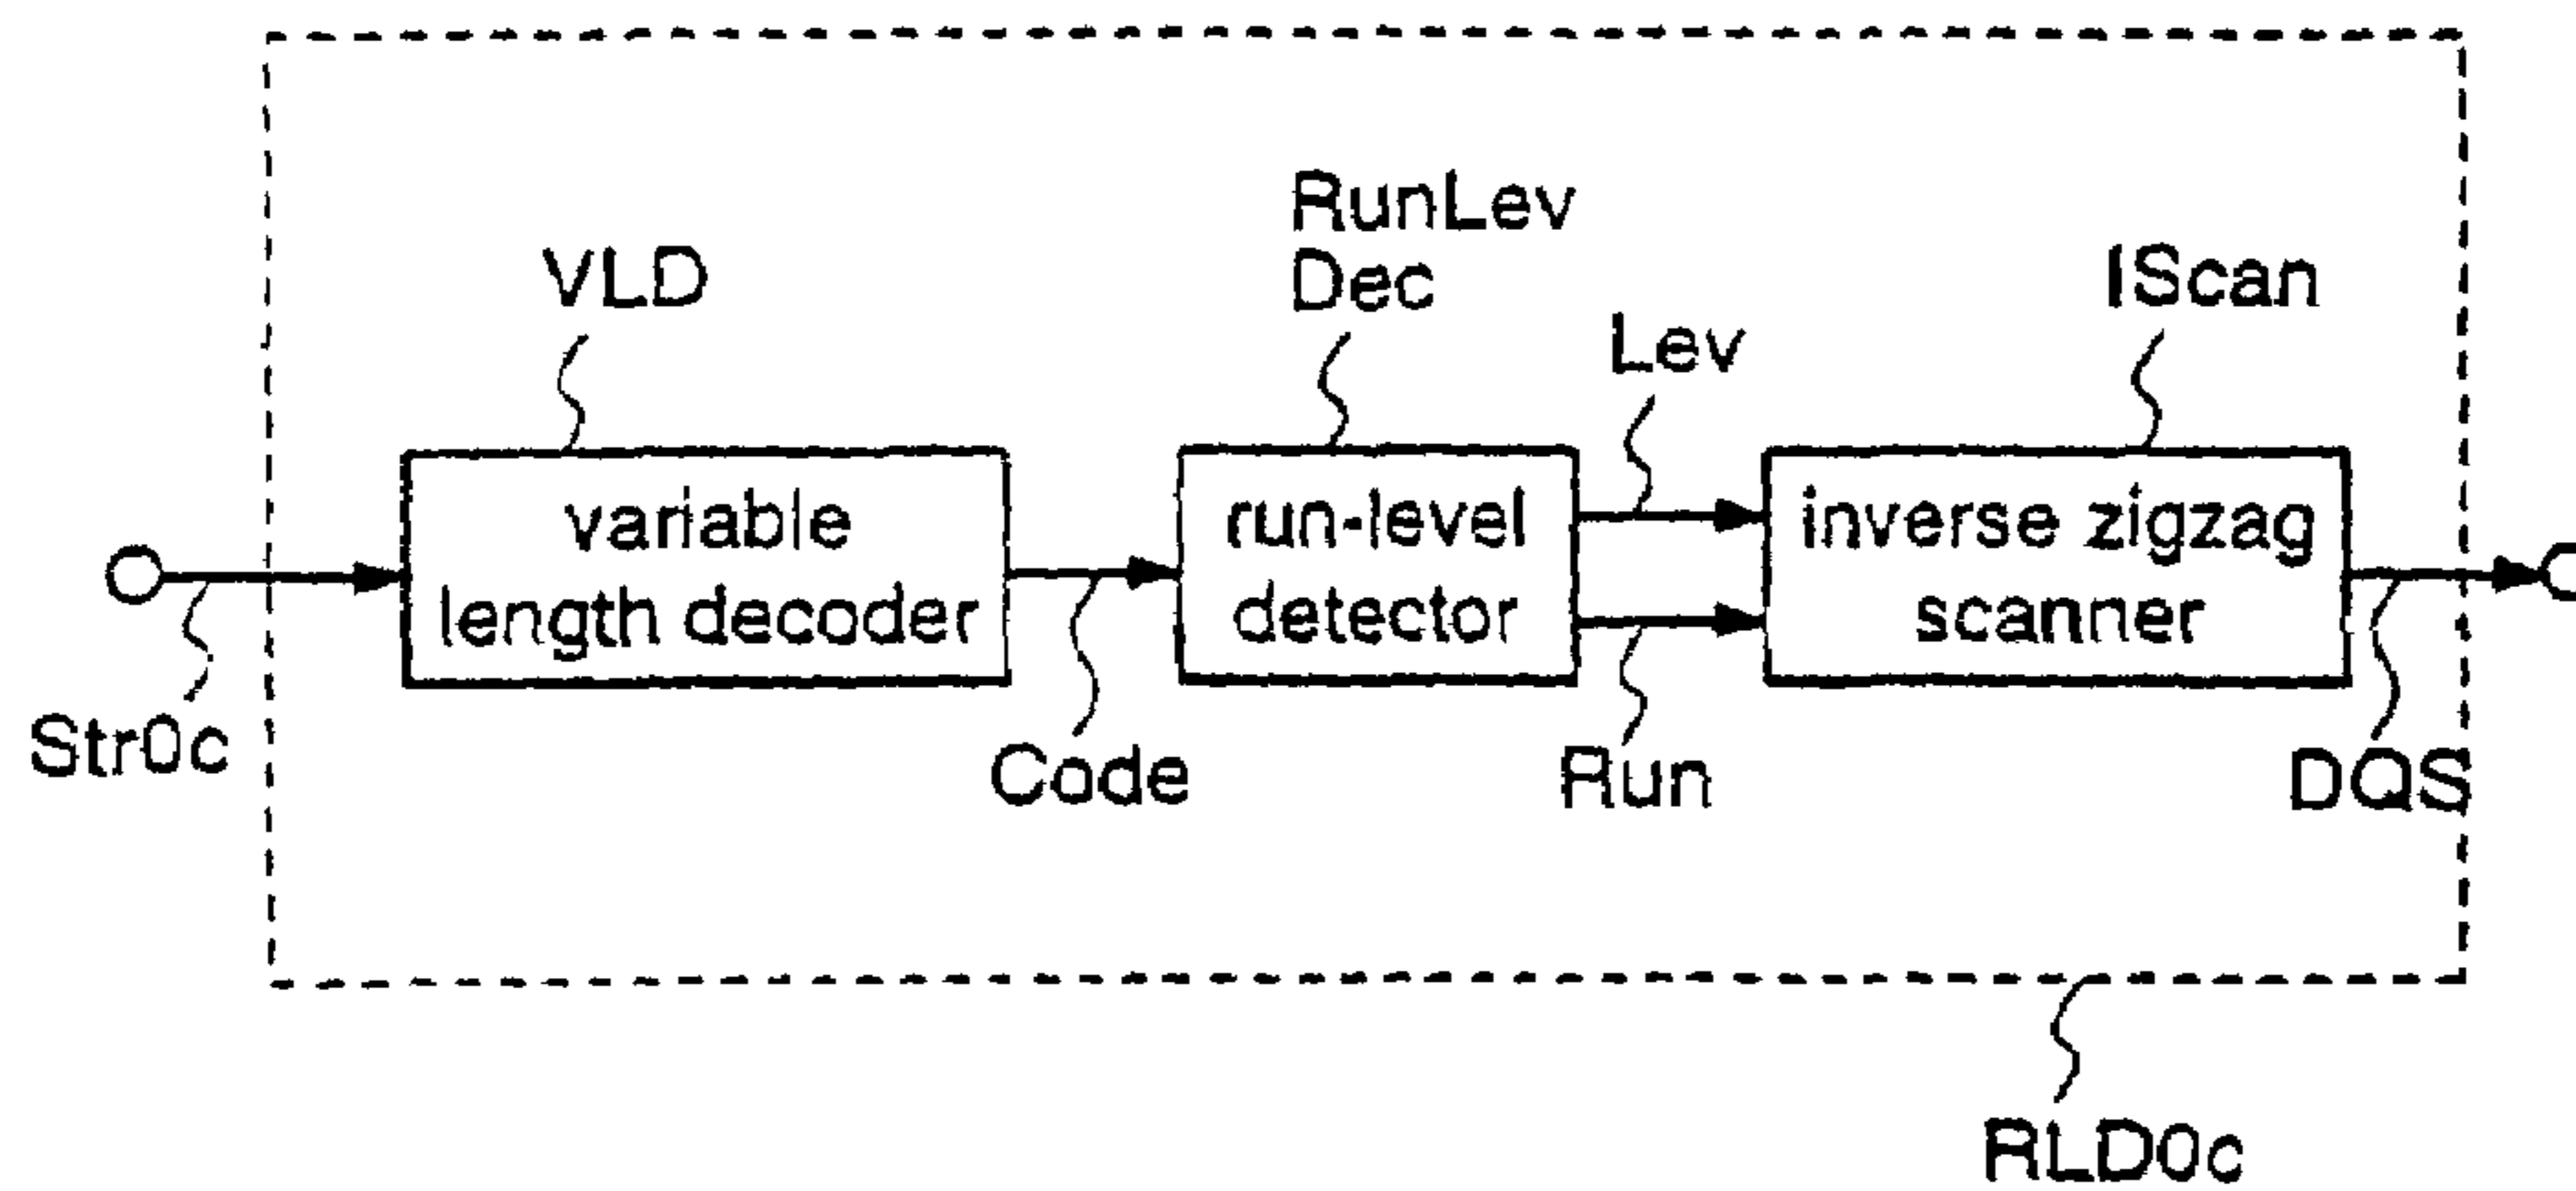 VLD
RunLev
Dec
Lev
IScan
variable
length decoder
run-level
detector
inverse zigzag
scanner
Str0c
Code
Run
DQS
RLD0c